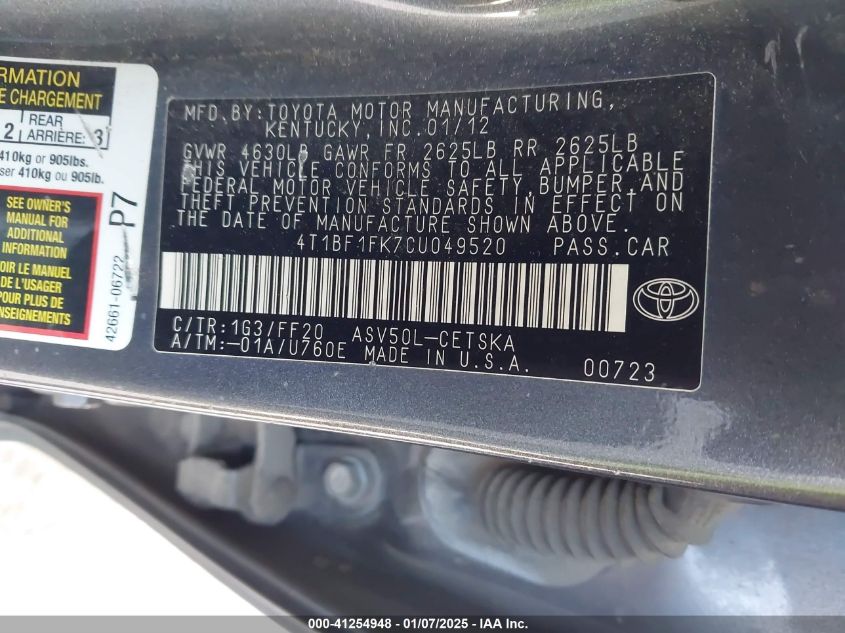 RMATION
E CHARGEMENT
2 REAR ARRIÈRE: 3
410kg or 905lbs.
ser 410kg ou 905lb.
SEE OWNER'S
MANUAL FOR
ADDITIONAL
INFORMATION
OIR LE MANUEL
DE L'USAGER
POUR PLUS DE
ENSEIGNEMENTS
P7
42661-06722
MFD.BY:TOYOTA MOTOR MANUFACTURING,
KENTUCKY,INC.01/12
GVWR 4630LB GAWR FR 2625LB RR 2625LB
THIS VEHICLE CONFORMS TO ALL APPLICABLE
FEDERAL MOTOR VEHICLE SAFETY,BUMPER,AND
THEFT PREVENTION STANDARDS IN EFFECT ON
THE DATE OF MANUFACTURE SHOWN ABOVE.
4T1BF1FK7CU049520 PASS.CAR
C/TR:1G3/FF20 ASV50L-CETSKA
A/TM:-01A/U760E MADE IN U.S.A. 00723
000-41254948 - 01/07/2025 - IAA Inc.